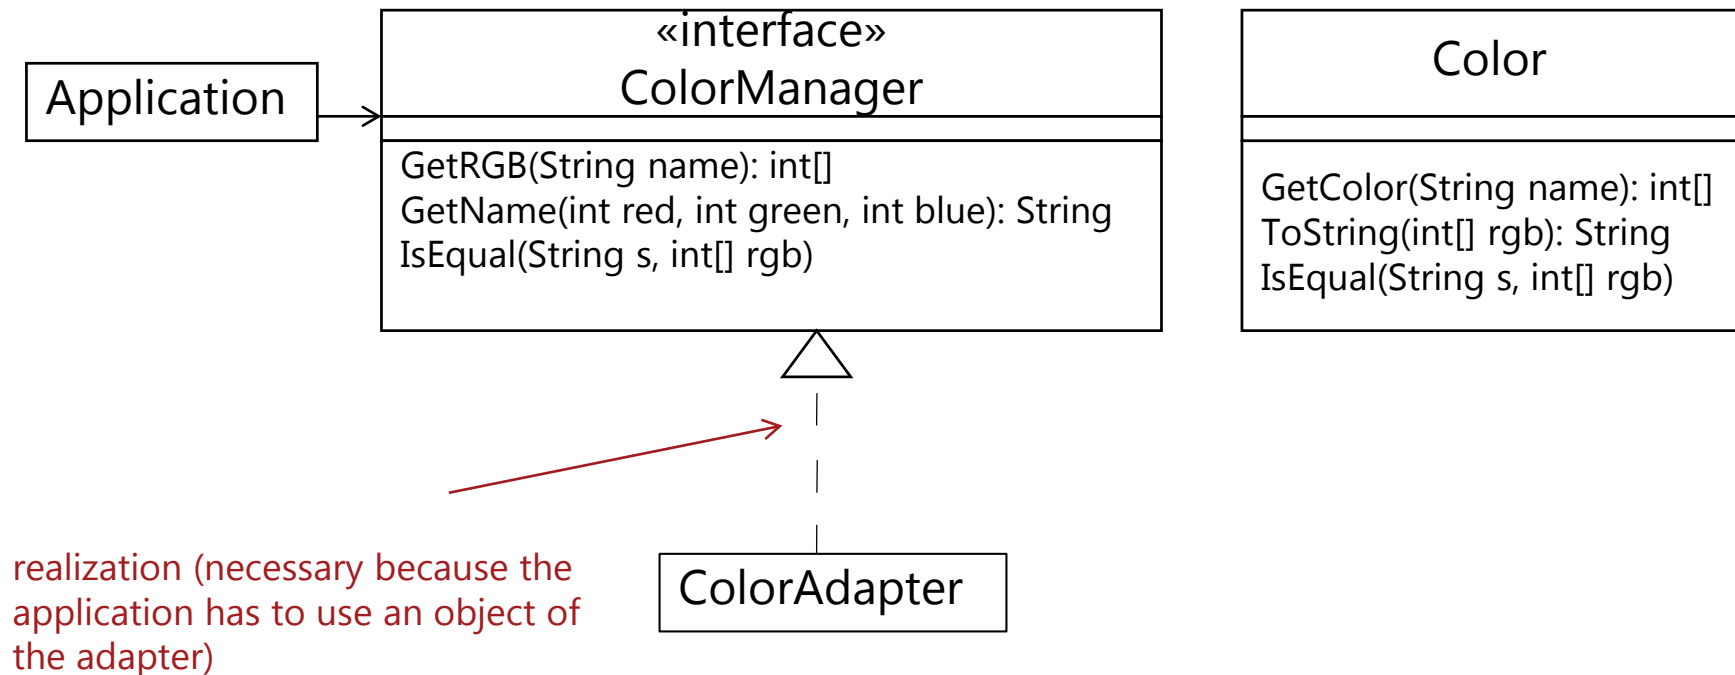 Application
«interface»
ColorManager
GetRGB(String name): int[]
GetName(int red, int green, int blue): String
IsEqual(String s, int[] rgb)
Color
GetColor(String name): int[]
ToString(int[] rgb): String
IsEqual(String s, int[] rgb)
realization (necessary because the
application has to use an object of
the adapter)
ColorAdapter